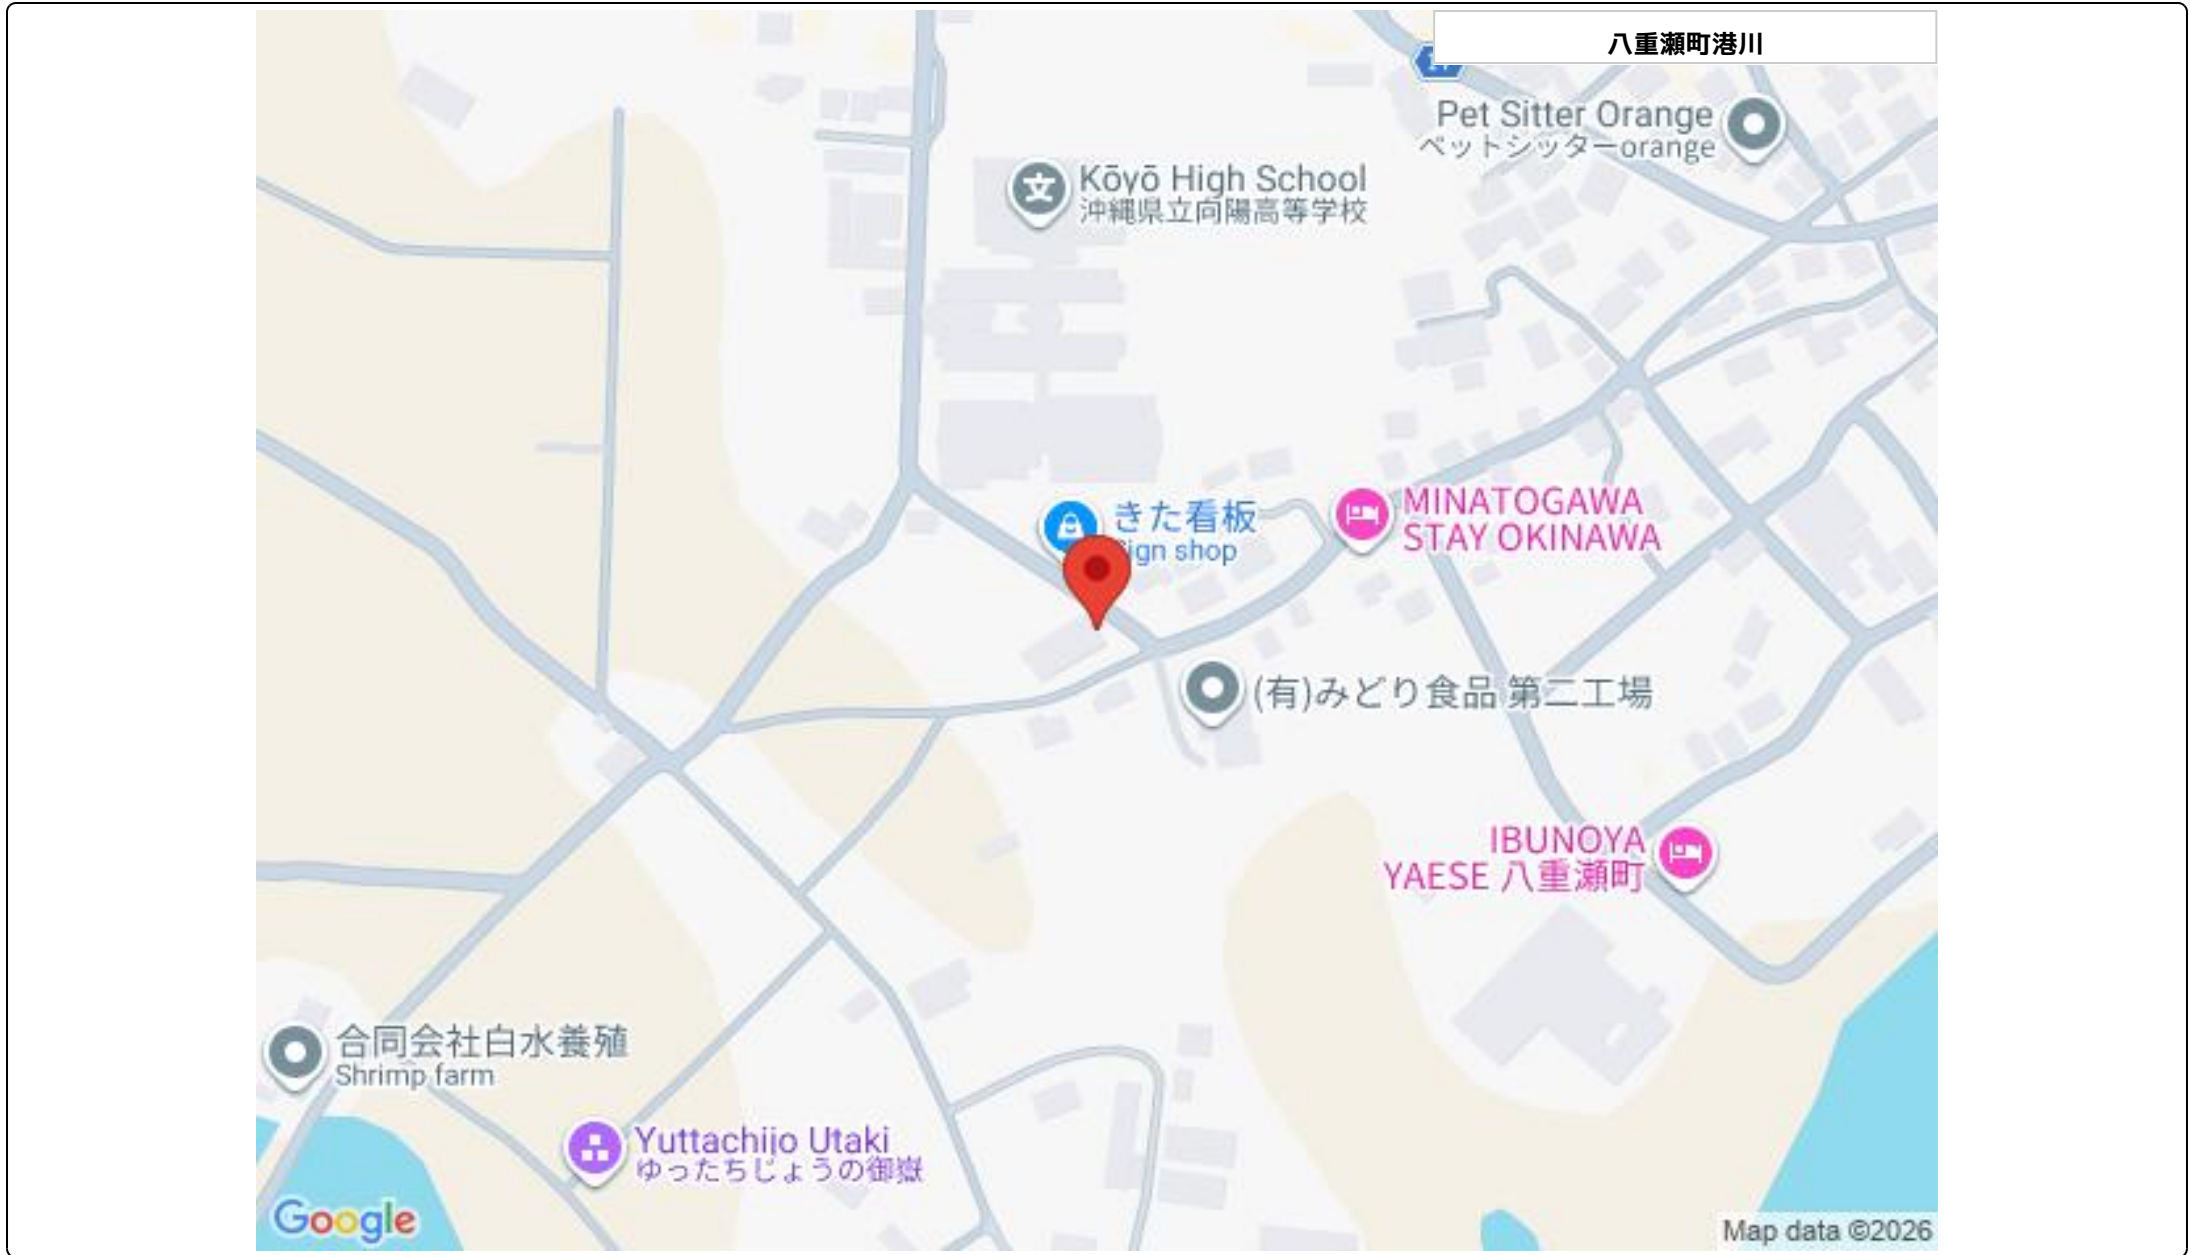 八重瀬町港川
Pet Sitter Orange
ペットシッターorange
Kōyō High School
沖縄県立向陽高等学校
きた看板
ign shop
MINATOGAWA
STAY OKINAWA
(有)みどり食品 第二工場
IBUNOYA
YAESE 八重瀬町
合同会社白水養殖
Shrimp farm
Yuttachijo Utaki
ゆったちじょうの御嶽
Google
Map data ©2026